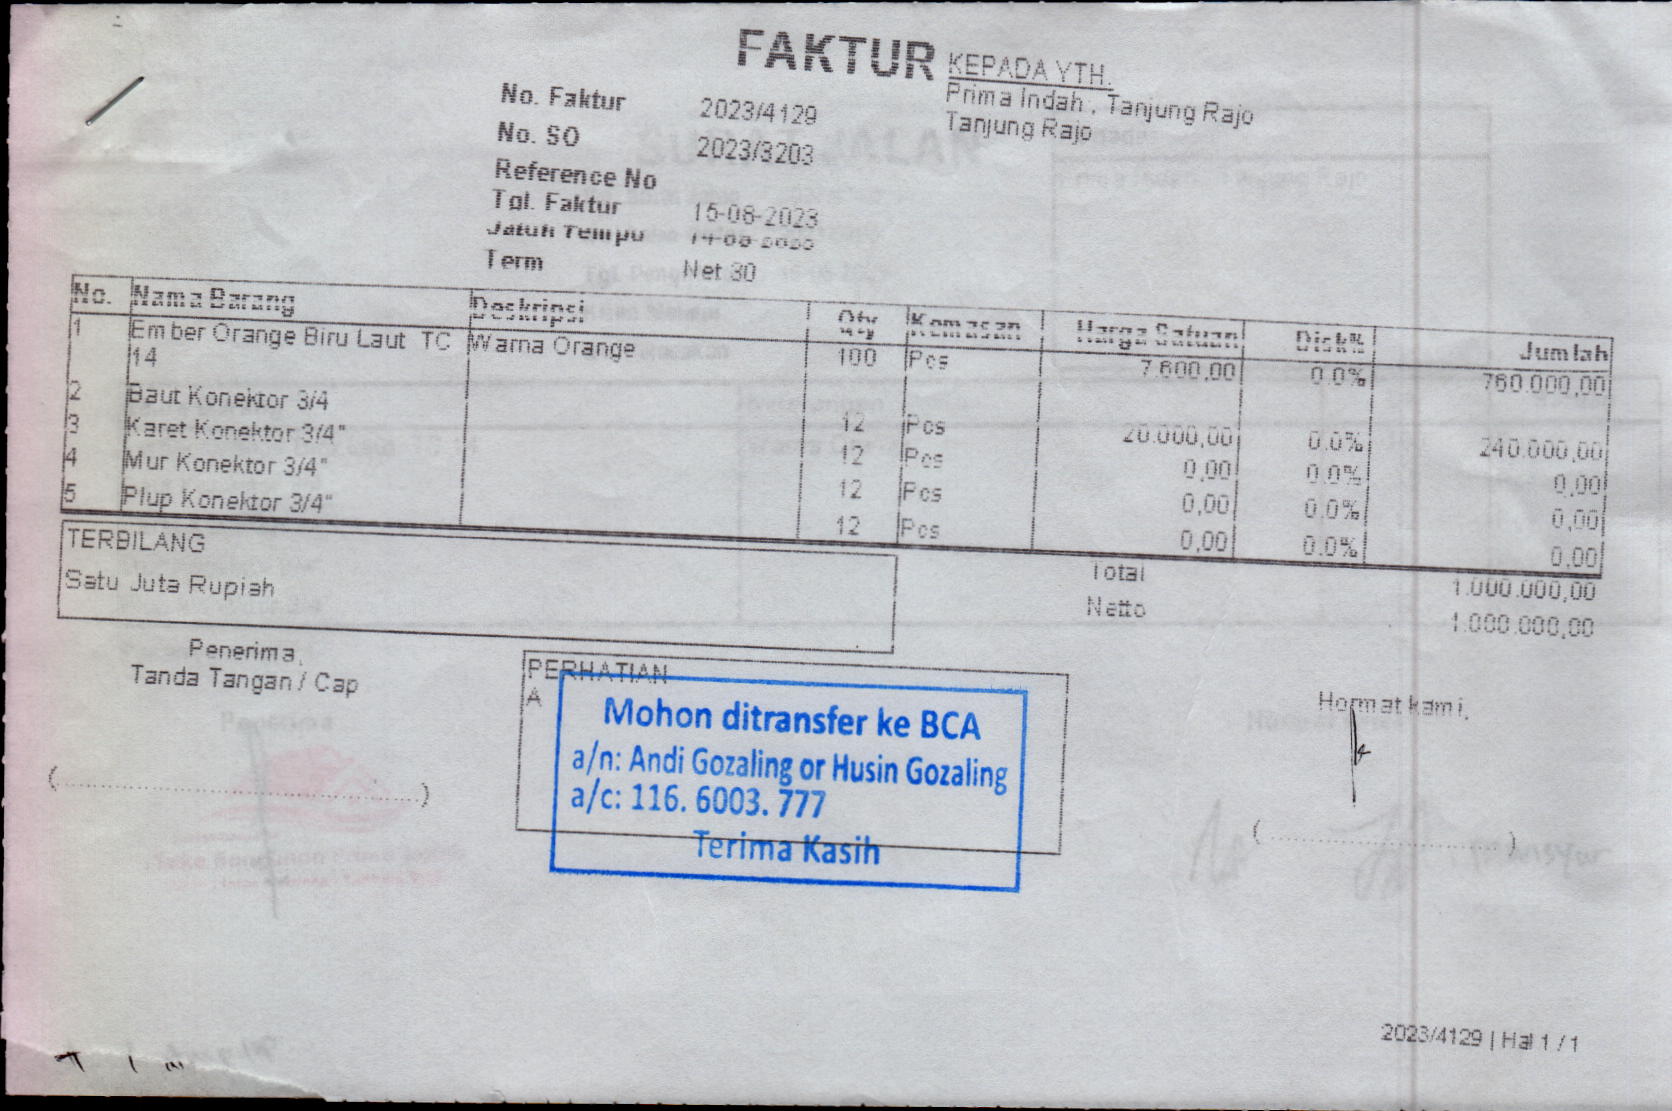 FAKTUR
KEPADA YTH.
Prima Indah , Tanjung Rajo
Tanjung Rajo
No. Faktur 2023/4129
No. SO 2023/3203
Reference No
Tgl. Faktur 15-08-2023
Jatuh Tempo
Term Net 30
No. Nama Barang Deskripsi Qty Kemasan Harga Satuan Disk% Jumlah
1 Ember Orange Biru Laut TC Warna Orange 100 Pcs 7.600,00 0.0% 760.000,00
14
2 Baut Konektor 3/4 12 Pcs 20.000,00 0.0% 240.000,00
3 Karet Konektor 3/4" 12 Pcs 0,00 0.0% 0,00
4 Mur Konektor 3/4" 12 Pcs 0,00 0.0% 0,00
5 Plup Konektor 3/4" 12 Pcs 0,00 0.0% 0,00
TERBILANG
Satu Juta Rupiah
Total 1.000.000,00
Netto 1.000.000,00
Penerima,
Tanda Tangan / Cap
(..............................)
PERHATIAN
A
Mohon ditransfer ke BCA
a/n: Andi Gozaling or Husin Gozaling
a/c: 116. 6003. 777
Terima Kasih
Hormat kami,
(..............................)
2023/4129 | Hal 1 / 1